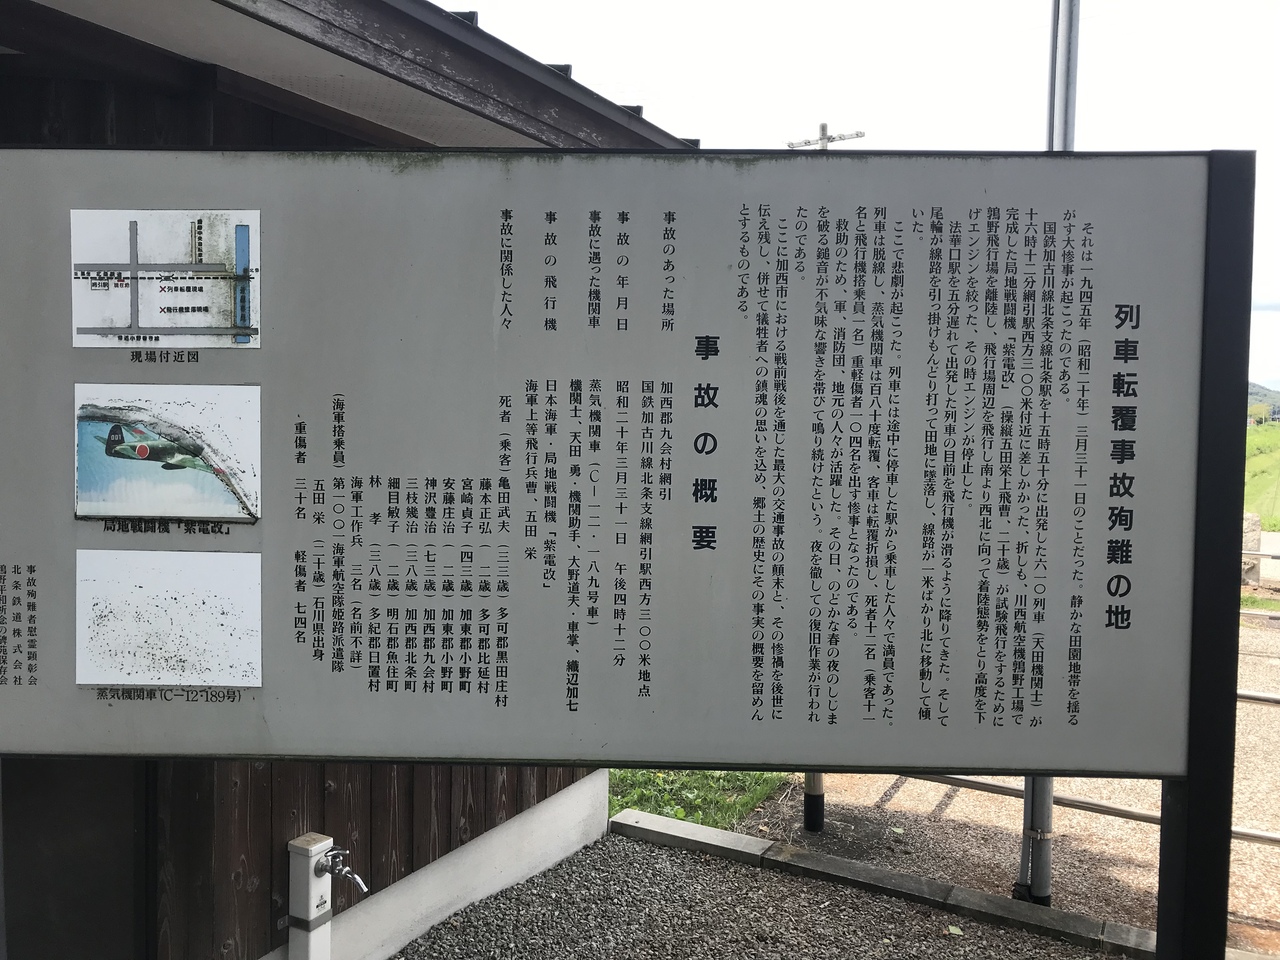 列車転覆事故殉難の地
それは一九四五年（昭和二十年）三月三十一日のことだった。静かな田園地帯を揺る
がす大惨事が起こったのである。
国鉄加古川線北条支線北条駅を十五時五十分に出発した六一〇列車（天田機関士）が
十六時十二分網引駅西方三〇〇米付近に差しかかった、折しも、川西航空機鶉野工場で
完成した局地戦闘機「紫電改」（操縦五田栄上飛曹、二十歳）が試験飛行をするために
鶉野飛行場を離陸し、飛行場周辺を飛行し南より西北に向って着陸態勢をとり高度を下
げエンジンを絞った、その時エンジンが停止した。
法華口駅を五分遅れて出発した列車の目前を飛行機が滑るように降りてきた。そして
尾輪が線路を引っ掛けもんどり打って田地に墜落し、線路が一米ばかり北に移動して傾
いた。
ここで悲劇が起こった。列車には途中に停車した駅から乗車した人々で満員であった。
列車は脱線し、蒸気機関車は百八十度転覆、客車は転覆折損し、死者十二名（乗客十一
名と飛行機搭乗員一名）重軽傷者一〇四名を出す惨事となったのである。
救助のため、軍、消防団、地元の人々が活躍した。その日、のどかな春の夜のしじま
を破る鎚音が不気味な響きを帯びて鳴り続けたという。夜を徹しての復旧作業が行われ
たのである。
ここに加西市における戦前戦後を通じた最大の交通事故の顛末と、その惨禍を後世に
伝え残し、併せて犠牲者への鎮魂の思いを込め、郷土の歴史にその事実の概要を留めん
とするものである。
事故の概要
事故のあった場所 加西郡九会村網引
国鉄加古川線北条支線網引駅西方三〇〇米地点
事故の年月日 昭和二十年三月三十一日 午後四時十二分
事故に遭った機関車 蒸気機関車（C－一二・一八九号車）
機関士、天田 勇・機関助手、大野道夫、車掌、織辺加七
事故の飛行機 日本海軍・局地戦闘機「紫電改」
海軍上等飛行兵曹、五田 栄
事故に関係した人々 死者（乗客）亀田武夫（三三歳）多可郡黒田庄村
藤本正弘（一二歳）多可郡比延村
宮崎貞子（四三歳）加東郡小野町
安藤庄治（一二歳）加東郡小野町
神沢豊治（七三歳）加西郡九会村
三枝幾治（三八歳）加西郡北条町
細目敏子（一二歳）明石郡魚住町
林 孝（三八歳）多紀郡日置村
海軍工作兵 三名（名前不詳）
（海軍搭乗員）第一〇〇一海軍航空隊姫路派遣隊
五田 栄（二十歳）石川県出身
・重傷者 三十名 軽傷者 七四名
網引駅
×列車転覆現場
×飛行機墜落現場
現場付近図
局地戦闘機「紫電改」
蒸気機関車（C－12-189号）
事故殉難者慰霊顕彰会
北条鉄道株式会社
鶉野平和祈念の碑苑保存会